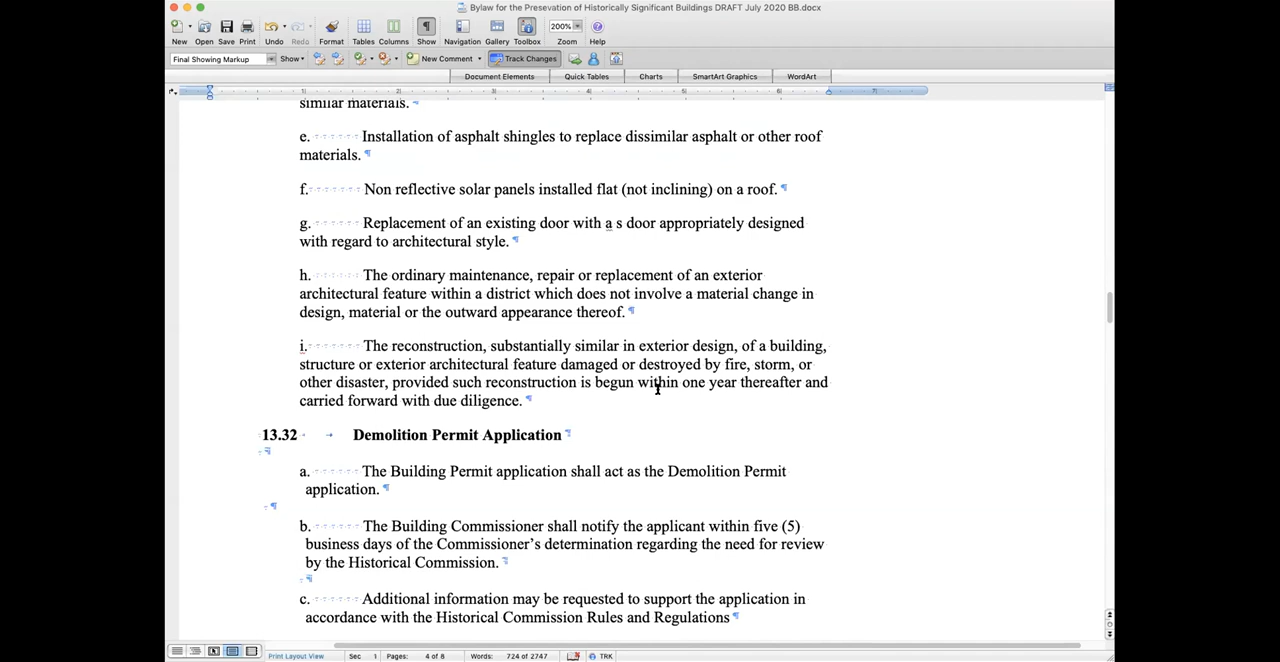 Bylaw for the Presevation of Historically Significant Buildings DRAFT July 2020 BB.docx
200%
New Open Save Print Undo Redo Format Tables Columns Show Navigation Gallery Toolbox Zoom Help
Final Showing Markup Show New Comment Track Changes
Document Elements Quick Tables Charts SmartArt Graphics WordArt
1 2 3 4 5 6 7
similar materials. ¶
e. Installation of asphalt shingles to replace dissimilar asphalt or other roof
materials. ¶
f. Non reflective solar panels installed flat (not inclining) on a roof. ¶
g. Replacement of an existing door with a s door appropriately designed
with regard to architectural style. ¶
h. The ordinary maintenance, repair or replacement of an exterior
architectural feature within a district which does not involve a material change in
design, material or the outward appearance thereof. ¶
i. The reconstruction, substantially similar in exterior design, of a building,
structure or exterior architectural feature damaged or destroyed by fire, storm, or
other disaster, provided such reconstruction is begun within one year thereafter and
carried forward with due diligence. ¶
13.32 Demolition Permit Application ¶
¶
a. The Building Permit application shall act as the Demolition Permit
application. ¶
¶
b. The Building Commissioner shall notify the applicant within five (5)
business days of the Commissioner's determination regarding the need for review
by the Historical Commission. ¶
¶
c. Additional information may be requested to support the application in
accordance with the Historical Commission Rules and Regulations ¶
Print Layout View Sec 1 Pages: 4 of 8 Words: 724 of 2747 TRK